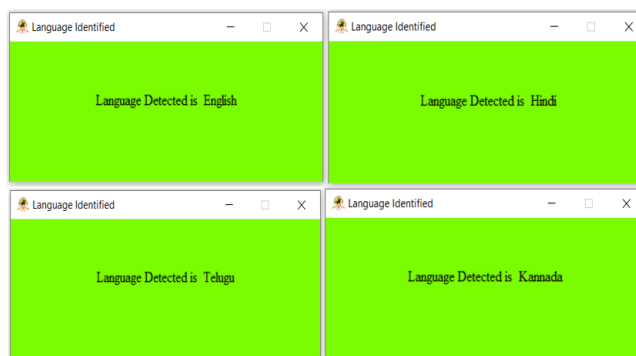 Language Identified
Language Identified
Language Detected is English
Language Detected is Hindi
Language Identified
Language Identified
Language Detected is Telugu
Language Detected is Kannada